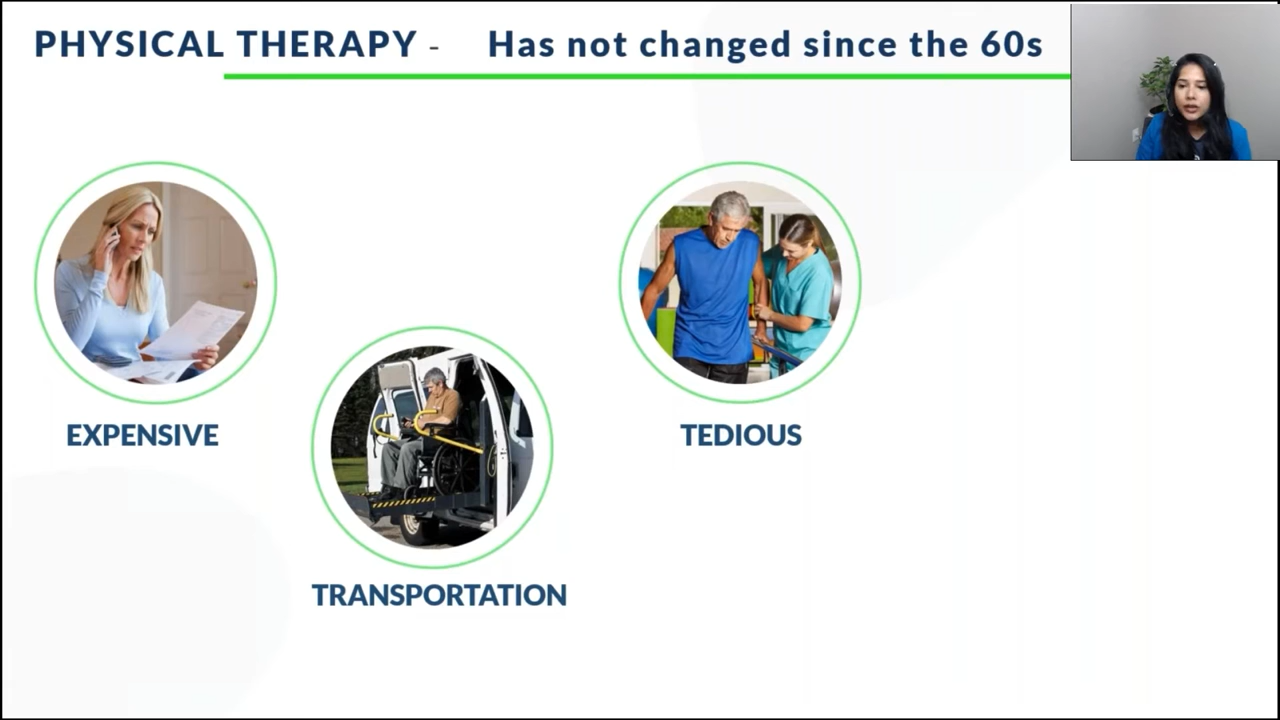 PHYSICAL THERAPY - Has not changed since the 60s
EXPENSIVE
TRANSPORTATION
TEDIOUS